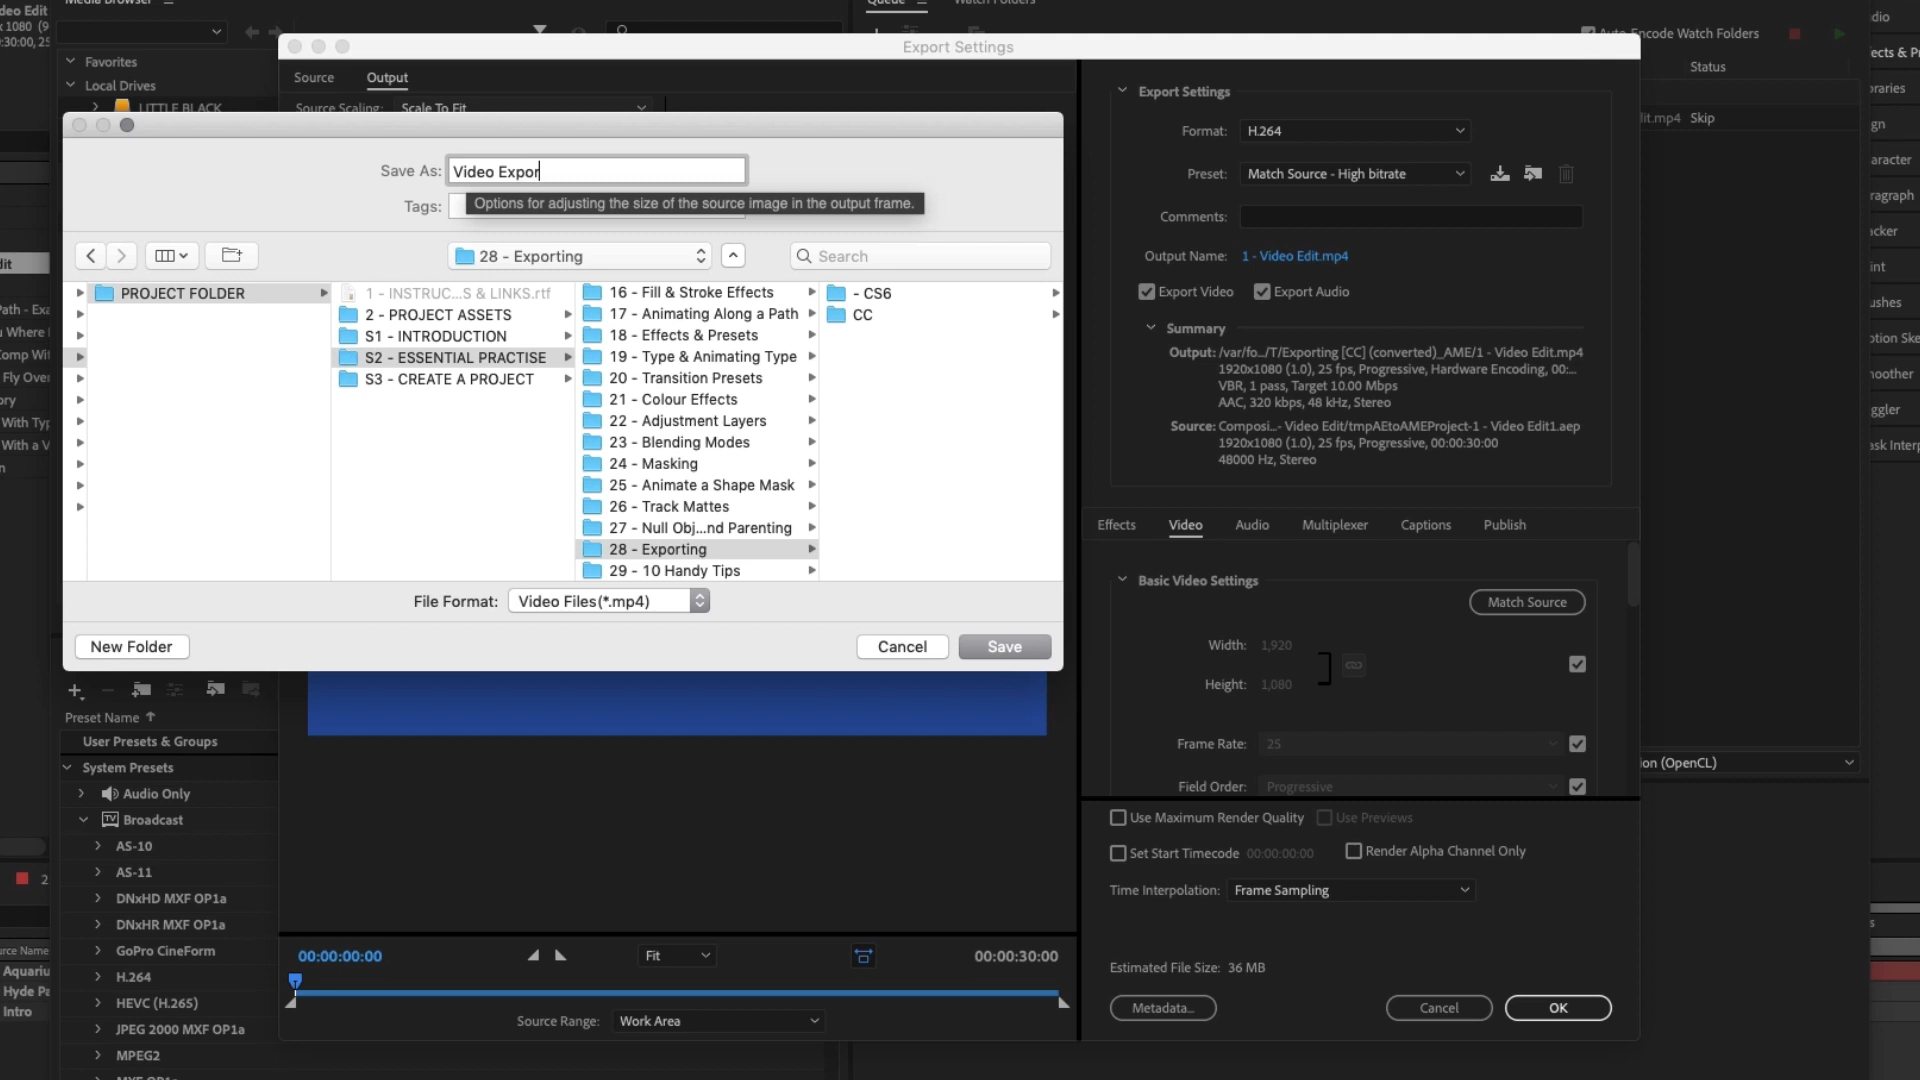 Export Settings
Auto-Encode Watch Folders
Status
Skip
Favorites
Local Drives
LITTLE BLACK
Source
Output
Source Scaling:
Scale To Fit
Save As:
Video Expor
Tags:
Options for adjusting the size of the source image in the output frame.
28 - Exporting
Search
PROJECT FOLDER
1 - INSTRUC...S & LINKS.rtf
2 - PROJECT ASSETS
S1 - INTRODUCTION
S2 - ESSENTIAL PRACTISE
S3 - CREATE A PROJECT
16 - Fill & Stroke Effects
17 - Animating Along a Path
18 - Effects & Presets
19 - Type & Animating Type
20 - Transition Presets
21 - Colour Effects
22 - Adjustment Layers
23 - Blending Modes
24 - Masking
25 - Animate a Shape Mask
26 - Track Mattes
27 - Null Obj...nd Parenting
28 - Exporting
29 - 10 Handy Tips
- CS6
CC
File Format:
Video Files(*.mp4)
New Folder
Cancel
Save
Export Settings
Format:
H.264
Preset:
Match Source - High bitrate
Comments:
Output Name:
1 - Video Edit.mp4
Export Video
Export Audio
Summary
Output: /var/fo.../T/Exporting [CC] (converted)_AME/1 - Video Edit.mp4
1920x1080 (1.0), 25 fps, Progressive, Hardware Encoding, 00:...
VBR, 1 pass, Target 10.00 Mbps
AAC, 320 kbps, 48 kHz, Stereo
Source: Composi...- Video Edit/tmpAEtoAMEProject-1 - Video Edit1.aep
1920x1080 (1.0), 25 fps, Progressive, 00:00:30:00
48000 Hz, Stereo
Effects
Video
Audio
Multiplexer
Captions
Publish
Basic Video Settings
Match Source
Width:
1,920
Height:
1,080
Frame Rate:
25
Field Order:
Progressive
Use Maximum Render Quality
Use Previews
Set Start Timecode
00:00:00:00
Render Alpha Channel Only
Time Interpolation:
Frame Sampling
Estimated File Size:
36 MB
Metadata...
Cancel
OK
Preset Name
User Presets & Groups
System Presets
Audio Only
Broadcast
AS-10
AS-11
DNxHD MXF OP1a
DNxHR MXF OP1a
GoPro CineForm
H.264
HEVC (H.265)
JPEG 2000 MXF OP1a
MPEG2
00:00:00:00
Fit
00:00:30:00
Source Range:
Work Area
(OpenCL)
Intro